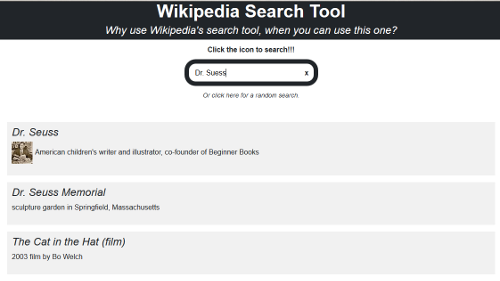 Wikipedia Search Tool
Why use Wikipedia's search tool, when you can use this one?
Click the icon to search!!!
Dr. Suess x
Or click here for a random search.
Dr. Seuss
American children's writer and illustrator, co-founder of Beginner Books
Dr. Seuss Memorial
sculpture garden in Springfield, Massachusetts
The Cat in the Hat (film)
2003 film by Bo Welch